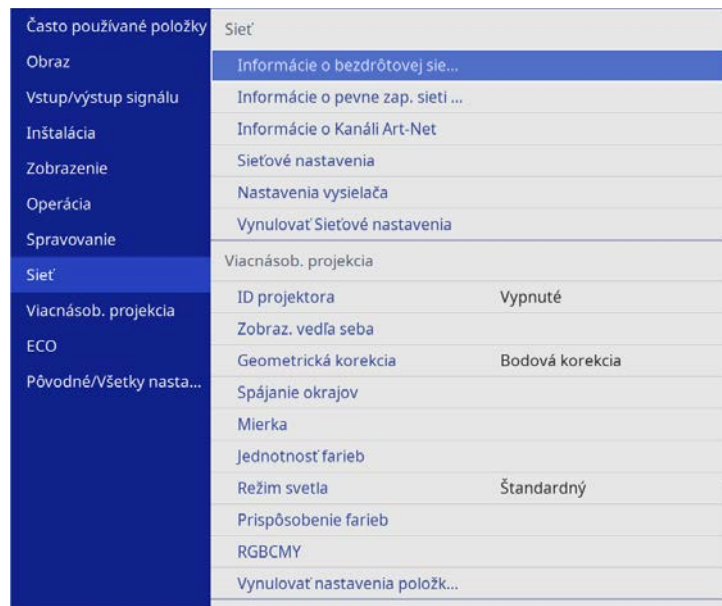 Často používané položky
Obraz
Vstup/výstup signálu
Inštalácia
Zobrazenie
Operácia
Spravovanie
Sieť
Viacnásob. projekcia
ECO
Pôvodné/Všetky nasta...
Sieť
Informácie o bezdrôtovej sie...
Informácie o pevne zap. sieti ...
Informácie o Kanáli Art-Net
Sieťové nastavenia
Nastavenia vysielača
Vynulovať Sieťové nastavenia
Viacnásob. projekcia
ID projektora Vypnuté
Zobraz. vedľa seba
Geometrická korekcia Bodová korekcia
Spájanie okrajov
Mierka
Jednotnosť farieb
Režim svetla Štandardný
Prispôsobenie farieb
RGBCMY
Vynulovať nastavenia položk...